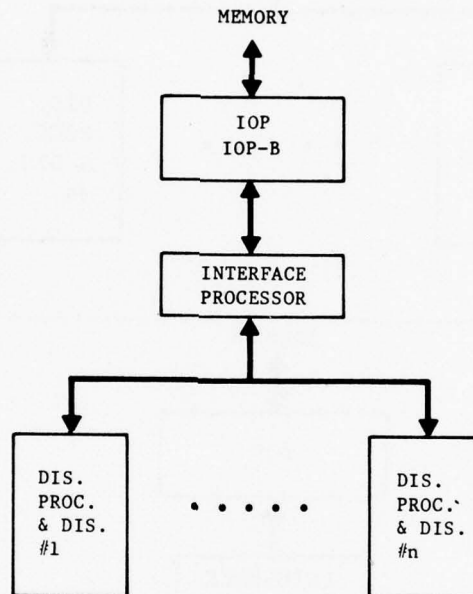 MEMORY
IOP
IOP-B
INTERFACE
PROCESSOR
DIS.
PROC.
& DIS.
#1
. . . . .
DIS.
PROC.
& DIS.
#n